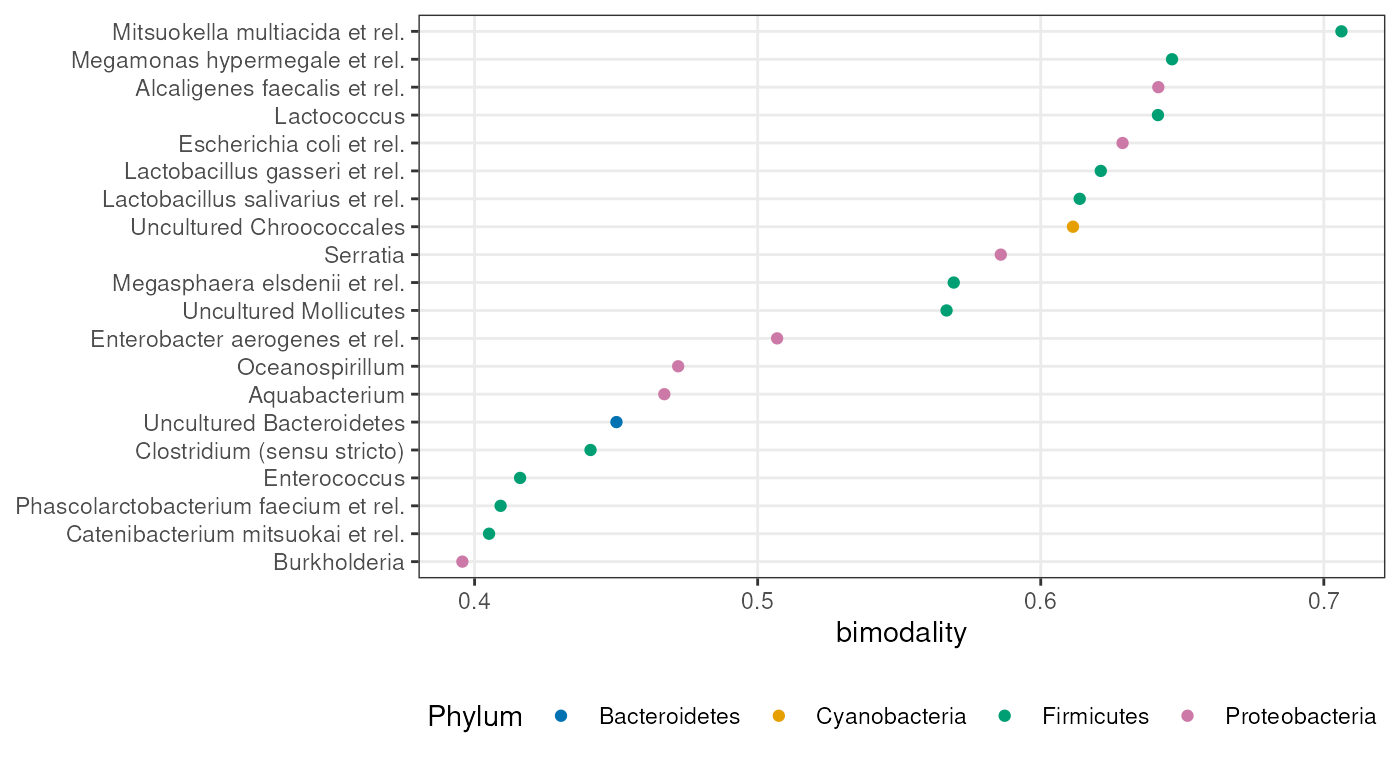 Mitsuokella multiacida et rel.
Megamonas hypermegale et rel.
Alcaligenes faecalis et rel.
Lactococcus
Escherichia coli et rel.
Lactobacillus gasseri et rel.
Lactobacillus salivarius et rel.
Uncultured Chroococcales
Serratia
Megasphaera elsdenii et rel.
Uncultured Mollicutes
Enterobacter aerogenes et rel.
Oceanospirillum
Aquabacterium
Uncultured Bacteroidetes
Clostridium (sensu stricto)
Enterococcus
Phascolarctobacterium faecium et rel.
Catenibacterium mitsuokai et rel.
Burkholderia
0.4 0.5 0.6 0.7
bimodality
Phylum Bacteroidetes Cyanobacteria Firmicutes Proteobacteria